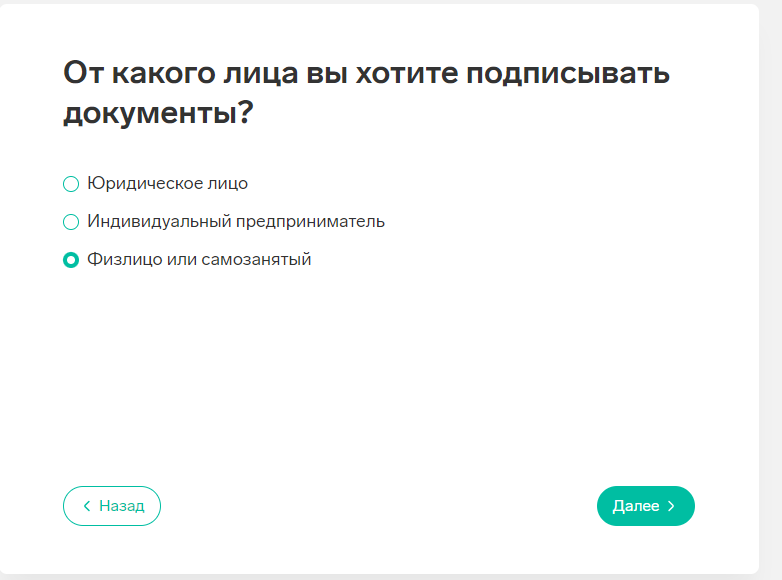 От какого лица вы хотите подписывать
документы?
Юридическое лицо
Индивидуальный предприниматель
Физлицо или самозанятый
Назад
Далее